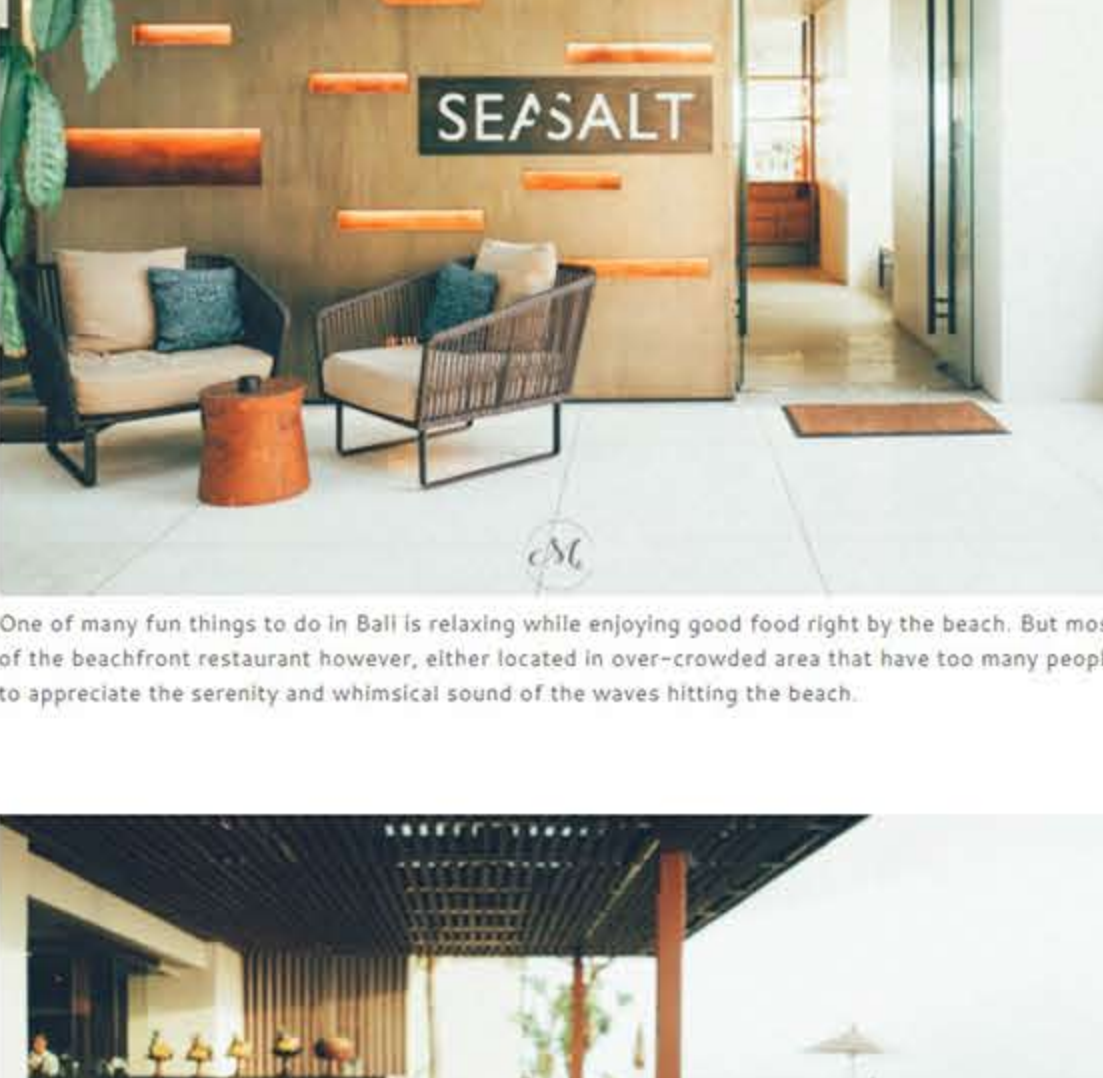 SEASALT
M
One of many fun things to do in Bali is relaxing while enjoying good food right by the beach. But mos
of the beachfront restaurant however, either located in over-crowded area that have too many peopl
to appreciate the serenity and whimsical sound of the waves hitting the beach.